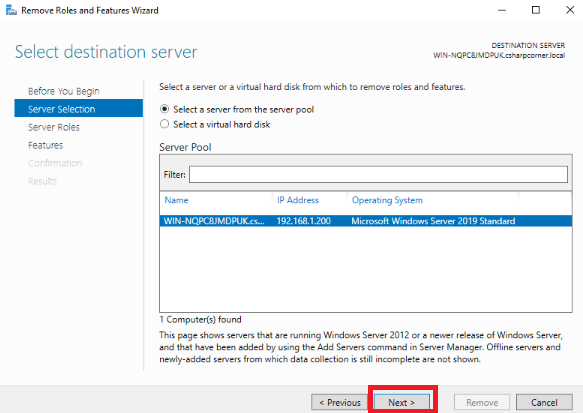 Remove Roles and Features Wizard
Select destination server
DESTINATION SERVER
WIN-NQPC8JMDPUK.csharpcorner.local
Before You Begin
Server Selection
Server Roles
Features
Confirmation
Results
Select a server or a virtual hard disk from which to remove roles and features.
Select a server from the server pool
Select a virtual hard disk
Server Pool
Filter:
Name IP Address Operating System
WIN-NQPC8JMDPUK.cs... 192.168.1.200 Microsoft Windows Server 2019 Standard
1 Computer(s) found
This page shows servers that are running Windows Server 2012 or a newer release of Windows Server,
and that have been added by using the Add Servers command in Server Manager. Offline servers and
newly-added servers from which data collection is still incomplete are not shown.
< Previous Next > Remove Cancel